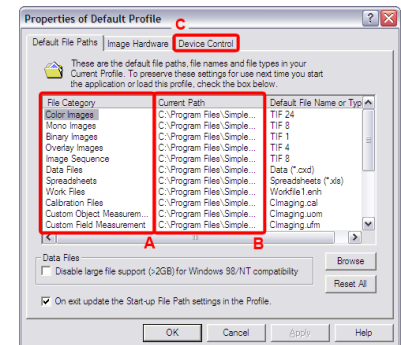 Properties of Default Profile
C
Default File Paths Image Hardware Device Control
These are the default file paths, file names and file types in your
Current Profile. To preserve these settings for use next time you start
the application or load this profile, check the box below.
File Category Current Path Default File Name or Typ
Color Images C:\Program Files\Simple... TIF 24
Mono Images C:\Program Files\Simple... TIF 8
Binary Images C:\Program Files\Simple... TIF 1
Overlay Images C:\Program Files\Simple... TIF 4
Image Sequence C:\Program Files\Simple... TIF 8
Data Files C:\Program Files\Simple... Data (*.cxd)
Spreadsheets C:\Program Files\Simple... Spreadsheets (*.xls)
Work Files C:\Program Files\Simple... Workfile1.enh
Calibration Files C:\Program Files\Simple... CImaging.cal
Custom Object Measurem... C:\Program Files\Simple... CImaging.uom
Custom Field Measurement C:\Program Files\Simple... CImaging.ufm
A B
Data Files
Disable large file support (>2GB) for Windows 98/NT compatibility
Browse
Reset All
On exit update the Start-up File Path settings in the Profile.
OK Cancel Apply Help